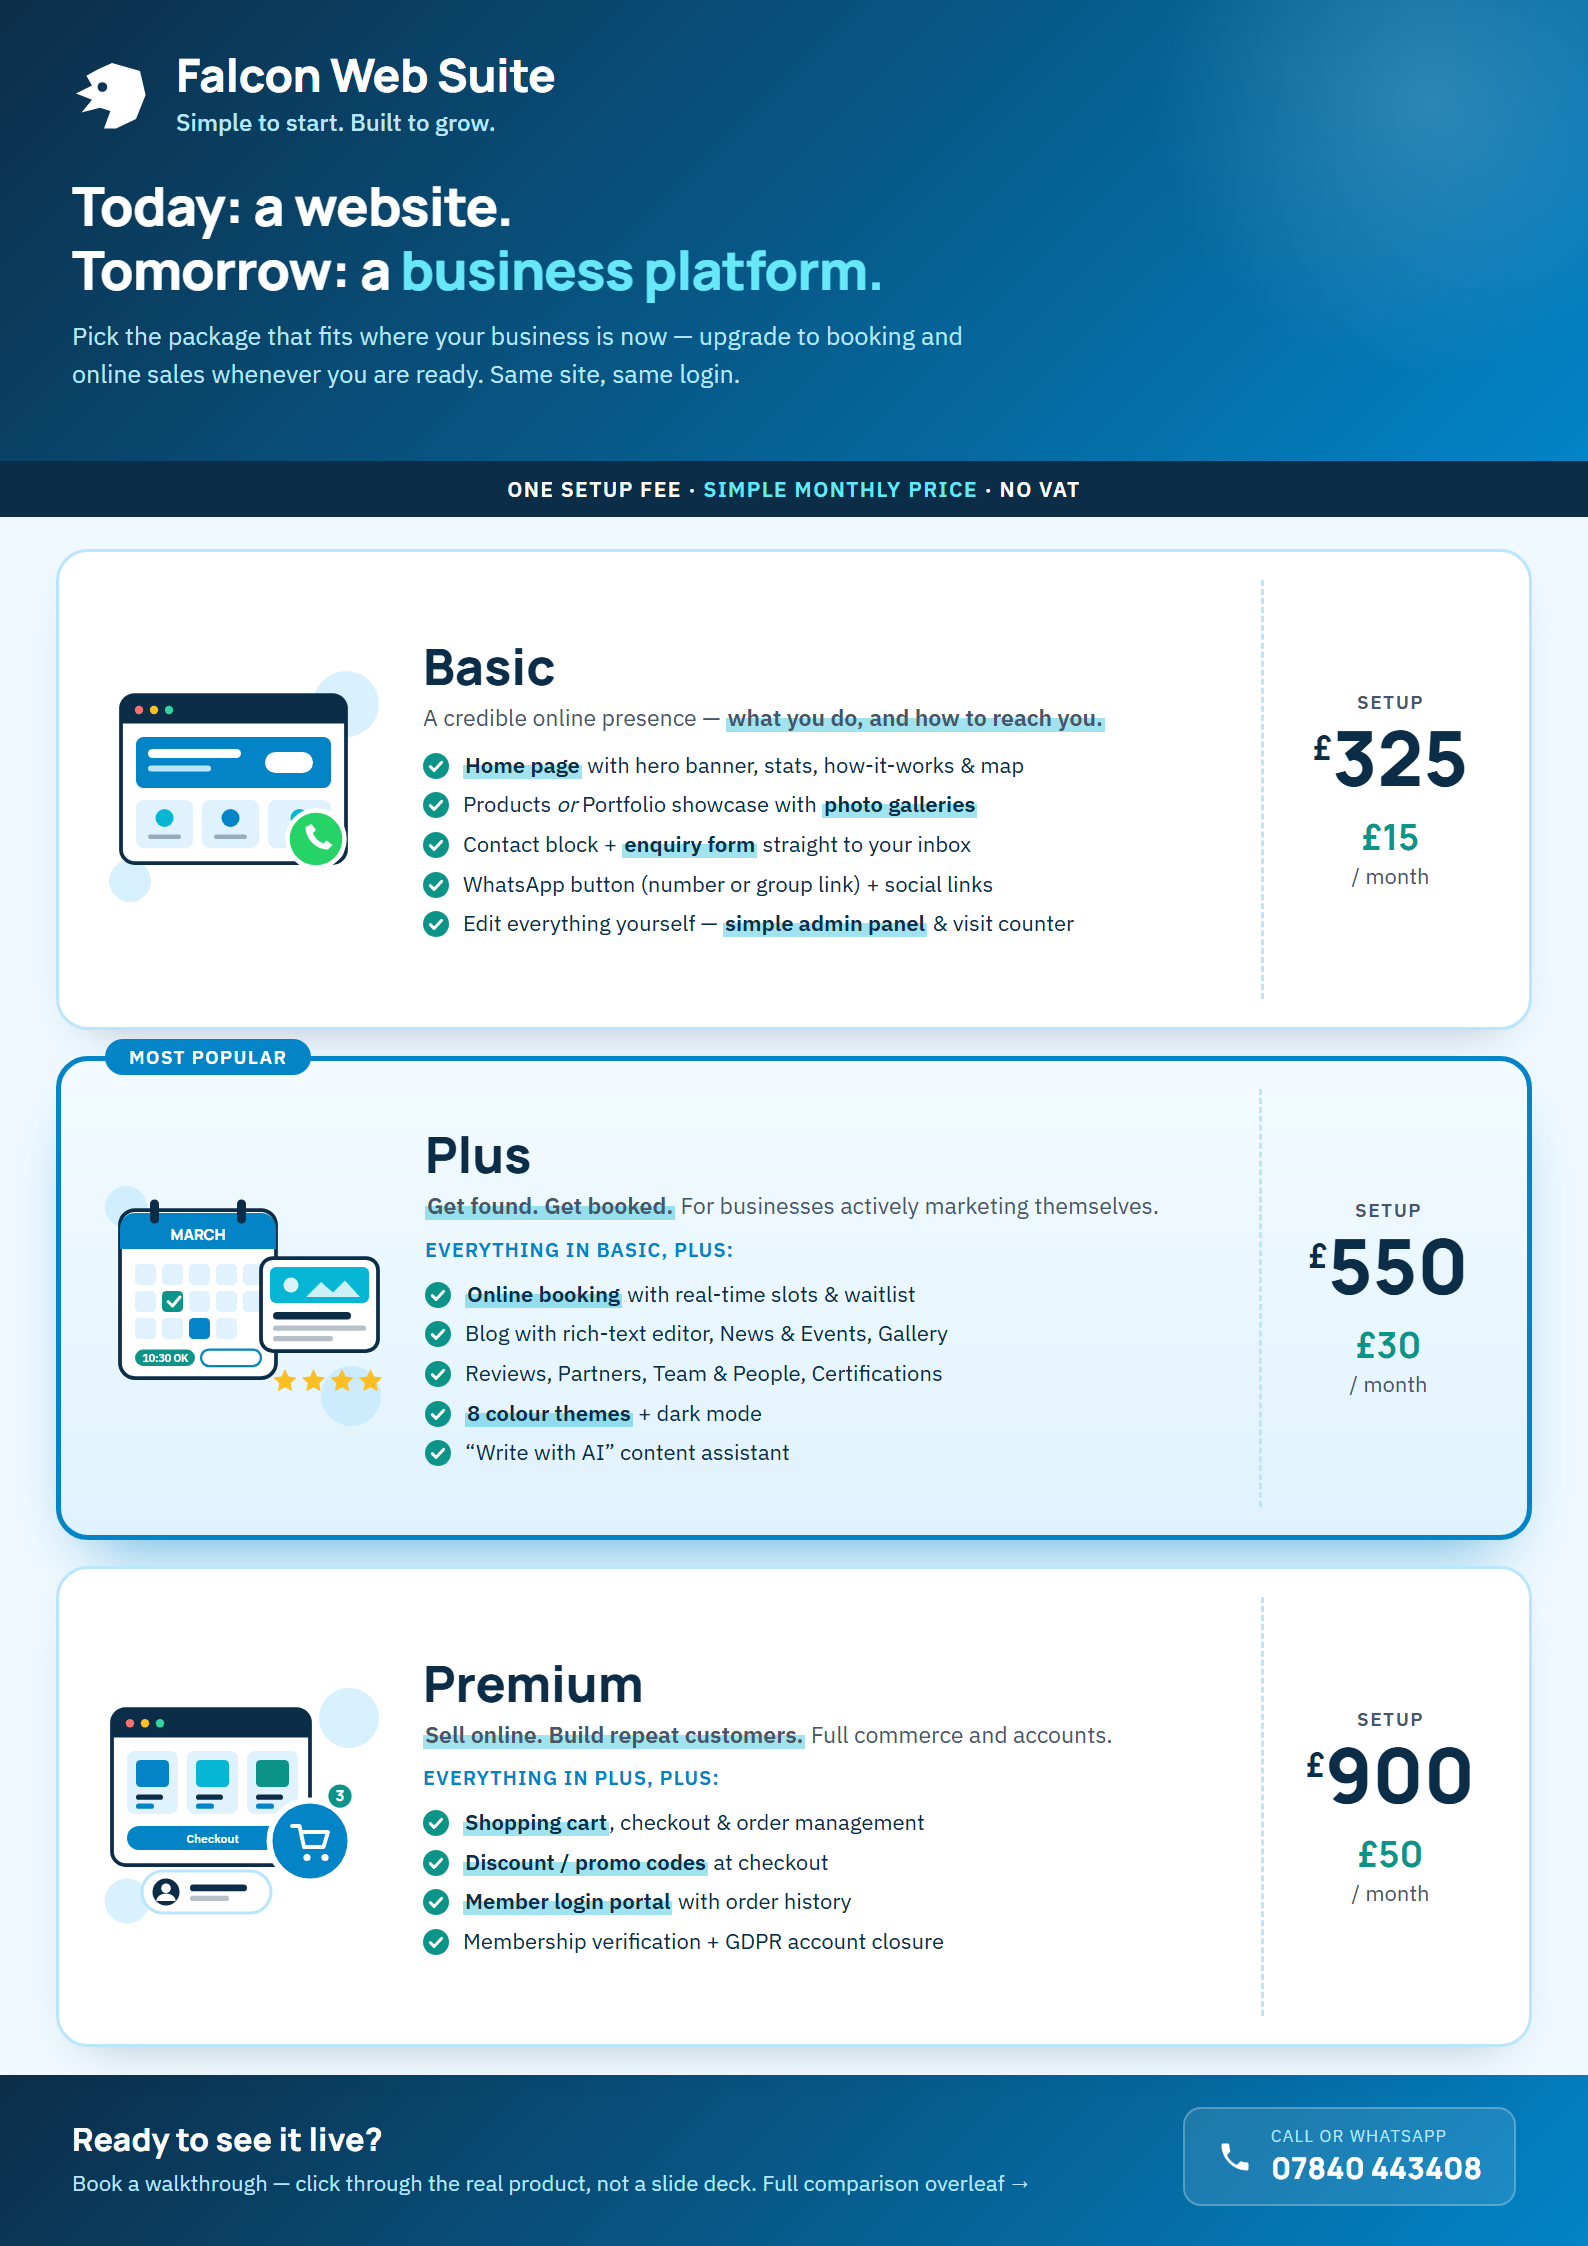 Falcon Web Suite
Simple to start. Built to grow.
Today: a website.
Tomorrow: a business platform.
Pick the package that fits where your business is now — upgrade to booking and
online sales whenever you are ready. Same site, same login.
ONE SETUP FEE · SIMPLE MONTHLY PRICE · NO VAT
Basic
A credible online presence — what you do, and how to reach you.
Home page with hero banner, stats, how-it-works & map
Products or Portfolio showcase with photo galleries
Contact block + enquiry form straight to your inbox
WhatsApp button (number or group link) + social links
Edit everything yourself — simple admin panel & visit counter
SETUP
£325
£15
/ month
MOST POPULAR
MARCH
10:30 OK
Plus
Get found. Get booked. For businesses actively marketing themselves.
EVERYTHING IN BASIC, PLUS:
Online booking with real-time slots & waitlist
Blog with rich-text editor, News & Events, Gallery
Reviews, Partners, Team & People, Certifications
8 colour themes + dark mode
“Write with AI” content assistant
SETUP
£550
£30
/ month
Checkout
3
Premium
Sell online. Build repeat customers. Full commerce and accounts.
EVERYTHING IN PLUS, PLUS:
Shopping cart, checkout & order management
Discount / promo codes at checkout
Member login portal with order history
Membership verification + GDPR account closure
SETUP
£900
£50
/ month
Ready to see it live?
Book a walkthrough — click through the real product, not a slide deck. Full comparison overleaf →
CALL OR WHATSAPP
07840 443408